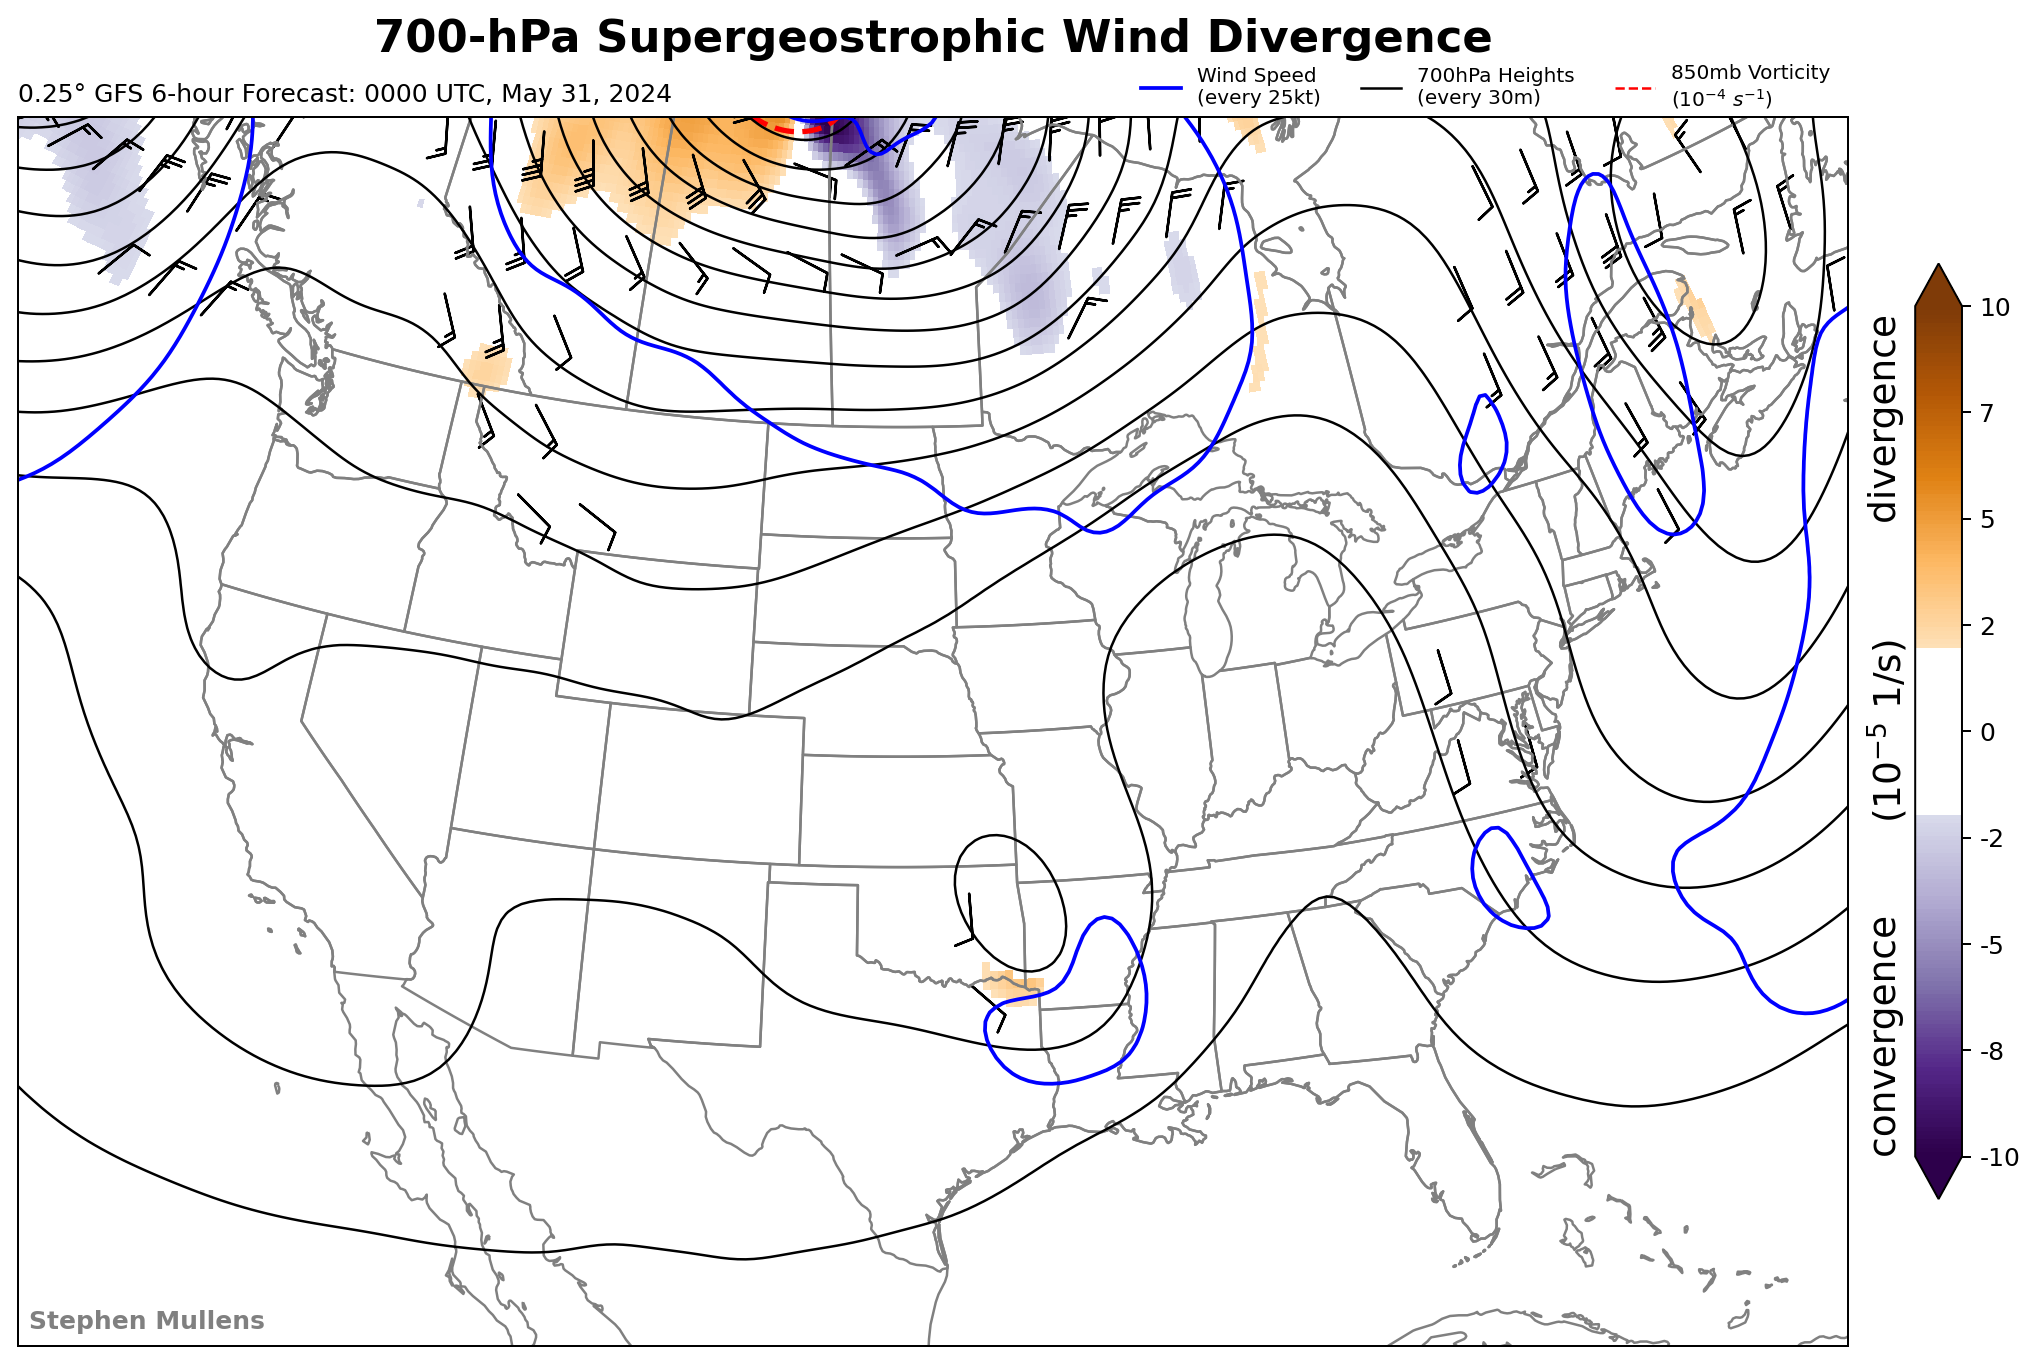 700-hPa Supergeostrophic Wind Divergence
0.25° GFS 6-hour Forecast: 0000 UTC, May 31, 2024
Wind Speed
(every 25kt)
700hPa Heights
(every 30m)
850mb Vorticity
(10⁻⁴ s⁻¹)
10
7
5
2
0
-2
-5
-8
-10
convergence (10⁻⁵ 1/s) divergence
Stephen Mullens